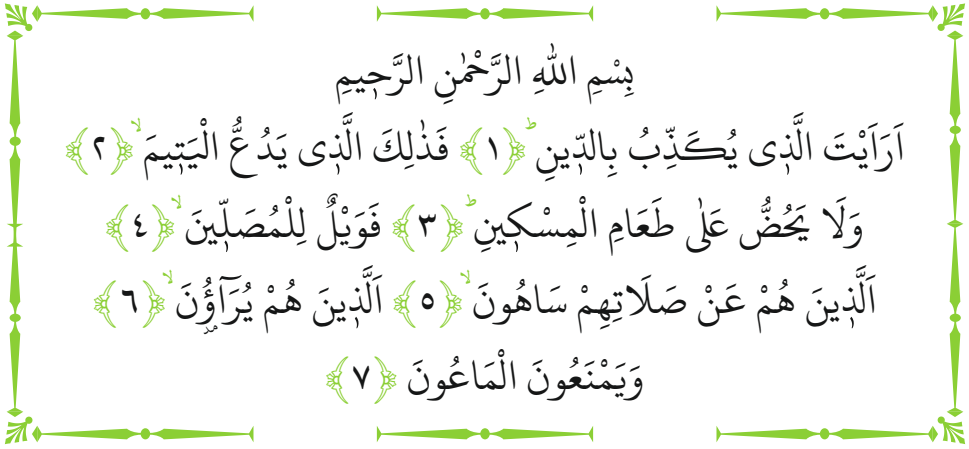 بِسْمِ اللهِ الرَّحْمٰنِ الرَّحٖيمِ
اَرَاَيْتَ الَّذٖى يُكَذِّبُ بِالدّٖينِؕ ﴿١﴾ فَذٰلِكَ الَّذٖى يَدُعُّ الْيَتٖيمَۙ ﴿٢﴾
وَلَا يَحُضُّ عَلٰى طَعَامِ الْمِسْكٖينِؕ ﴿٣﴾ فَوَيْلٌ لِلْمُصَلّٖينَۙ ﴿٤﴾
اَلَّذٖينَ هُمْ عَنْ صَلَاتِهِمْ سَاهُونَۙ ﴿٥﴾ اَلَّذٖينَ هُمْ يُرَآؤُ۫نَۙ ﴿٦﴾
وَيَمْنَعُونَ الْمَاعُونَ ﴿٧﴾